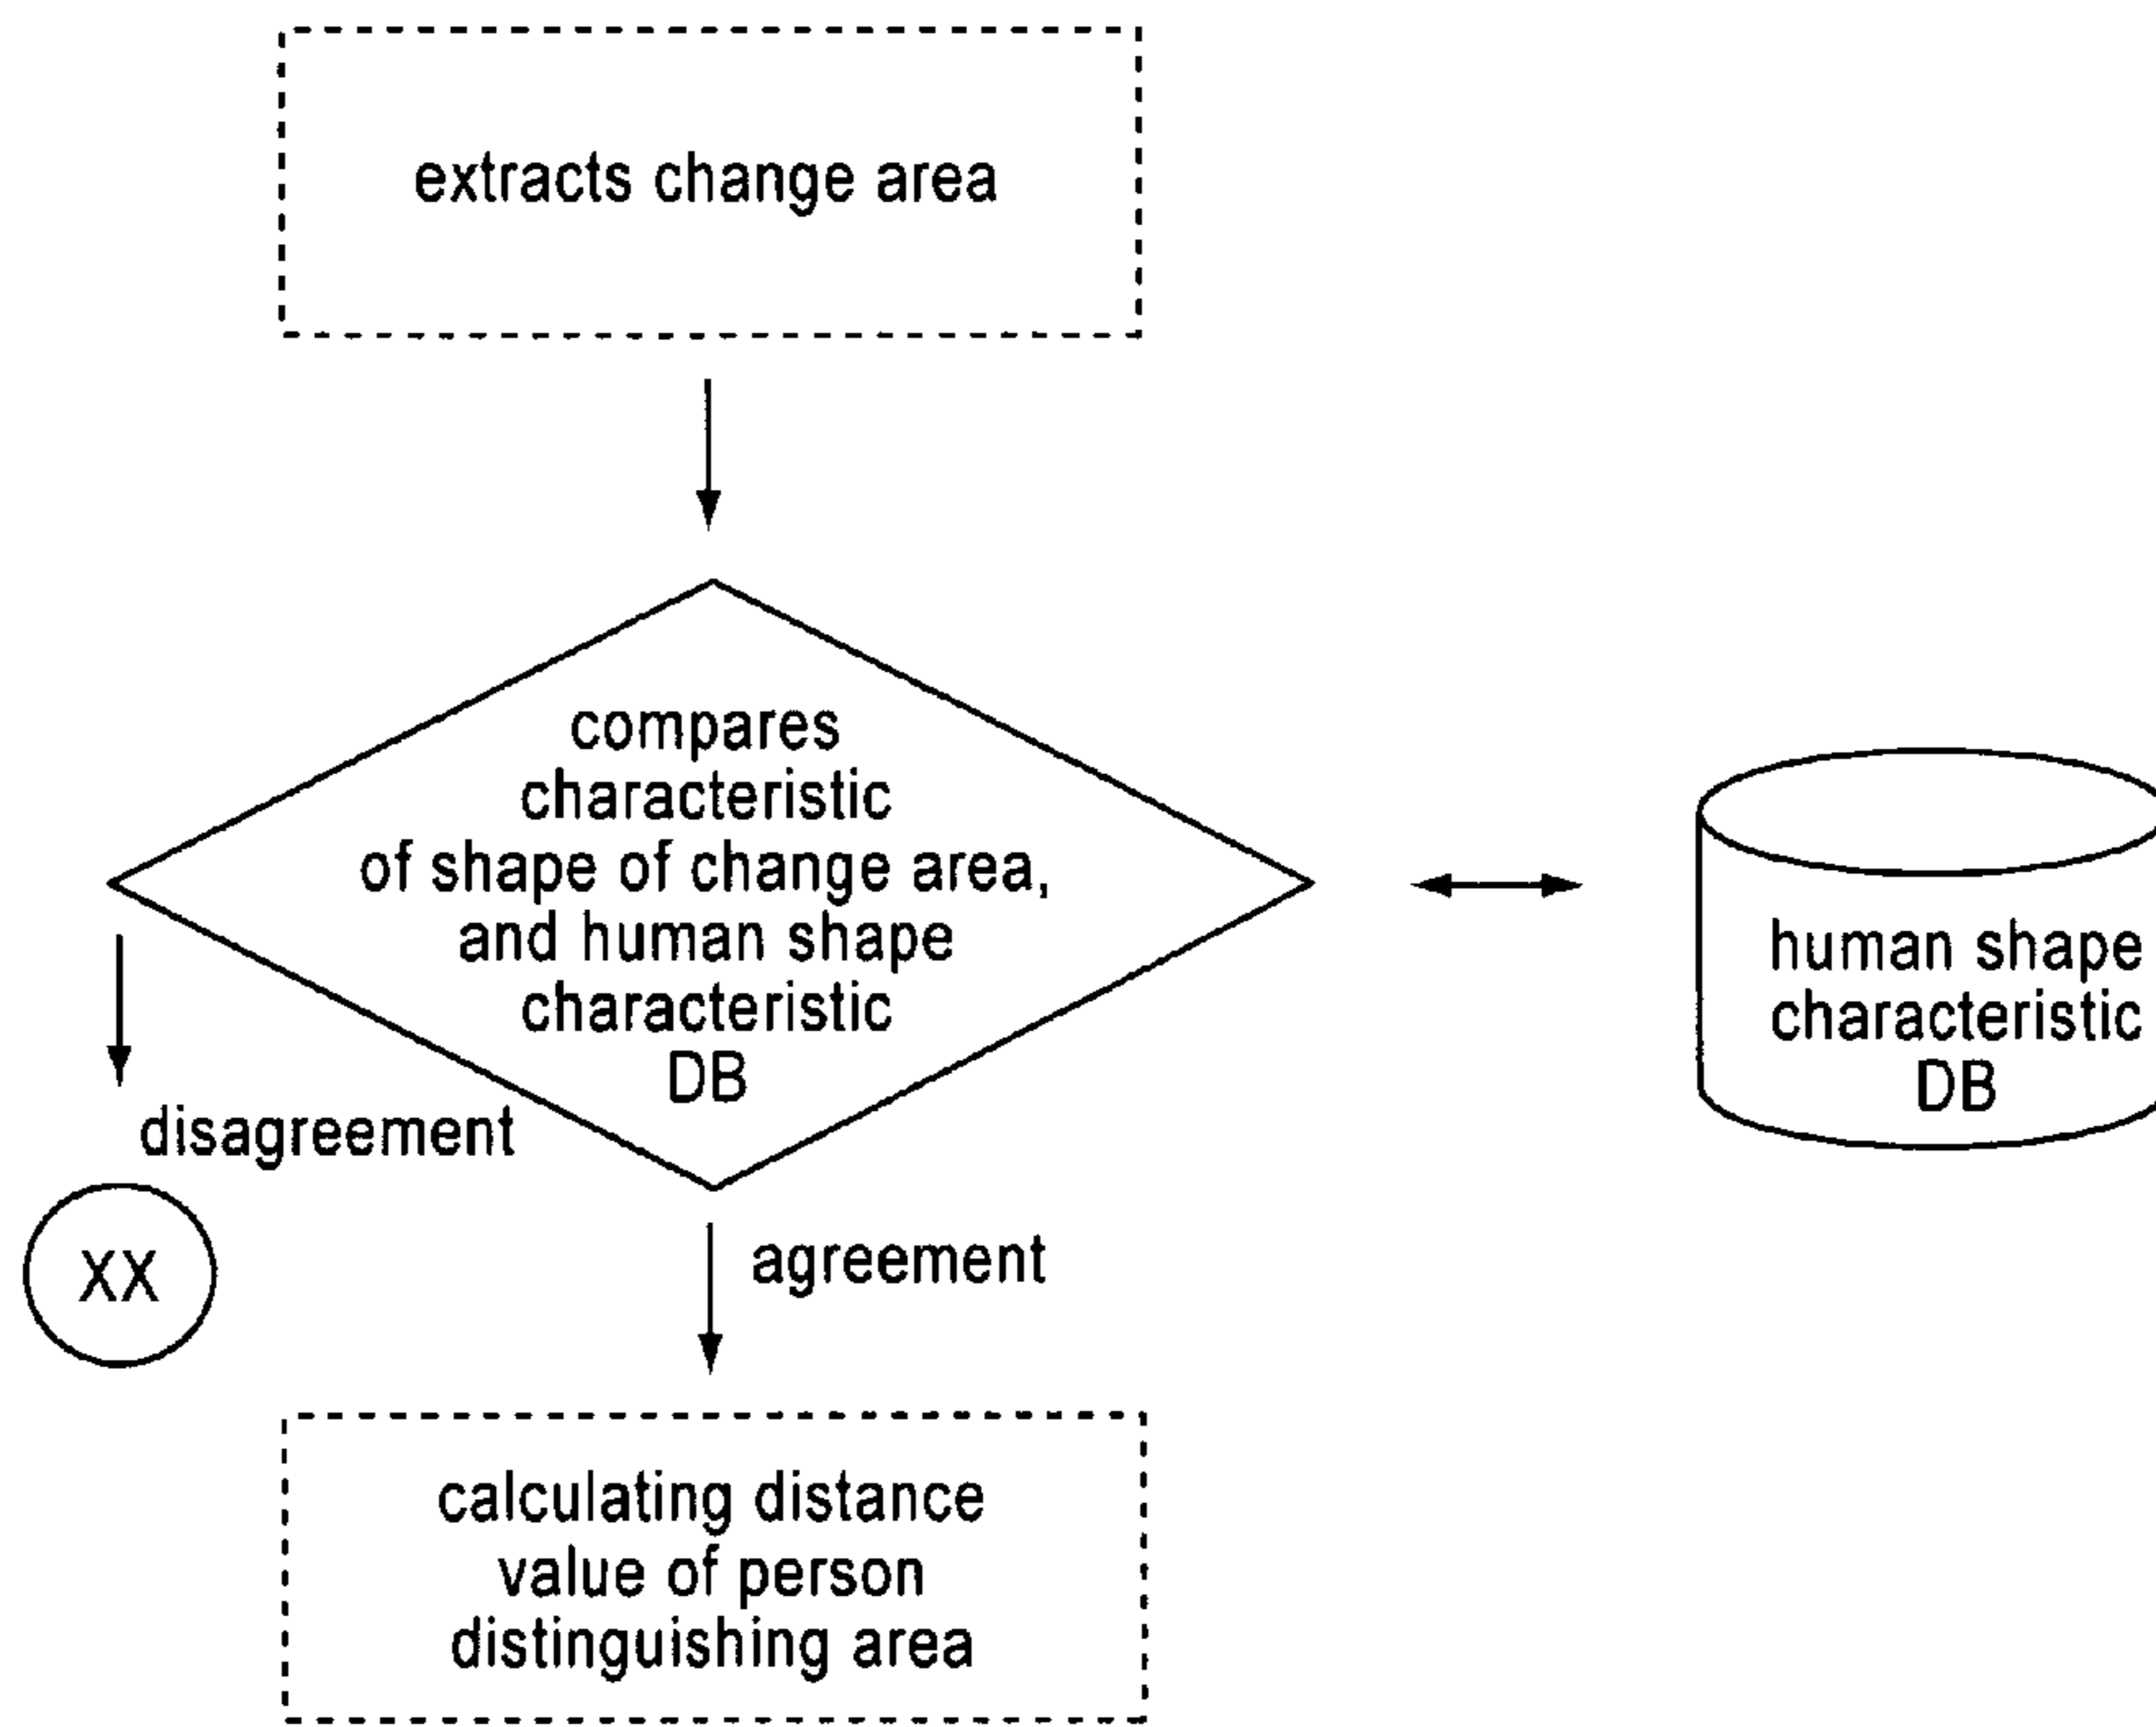 extracts change area
compares
characteristic
of shape of change area,
and human shape
characteristic
DB
human shape
characteristic
DB
disagreement
XX
agreement
calculating distance
value of person
distinguishing area